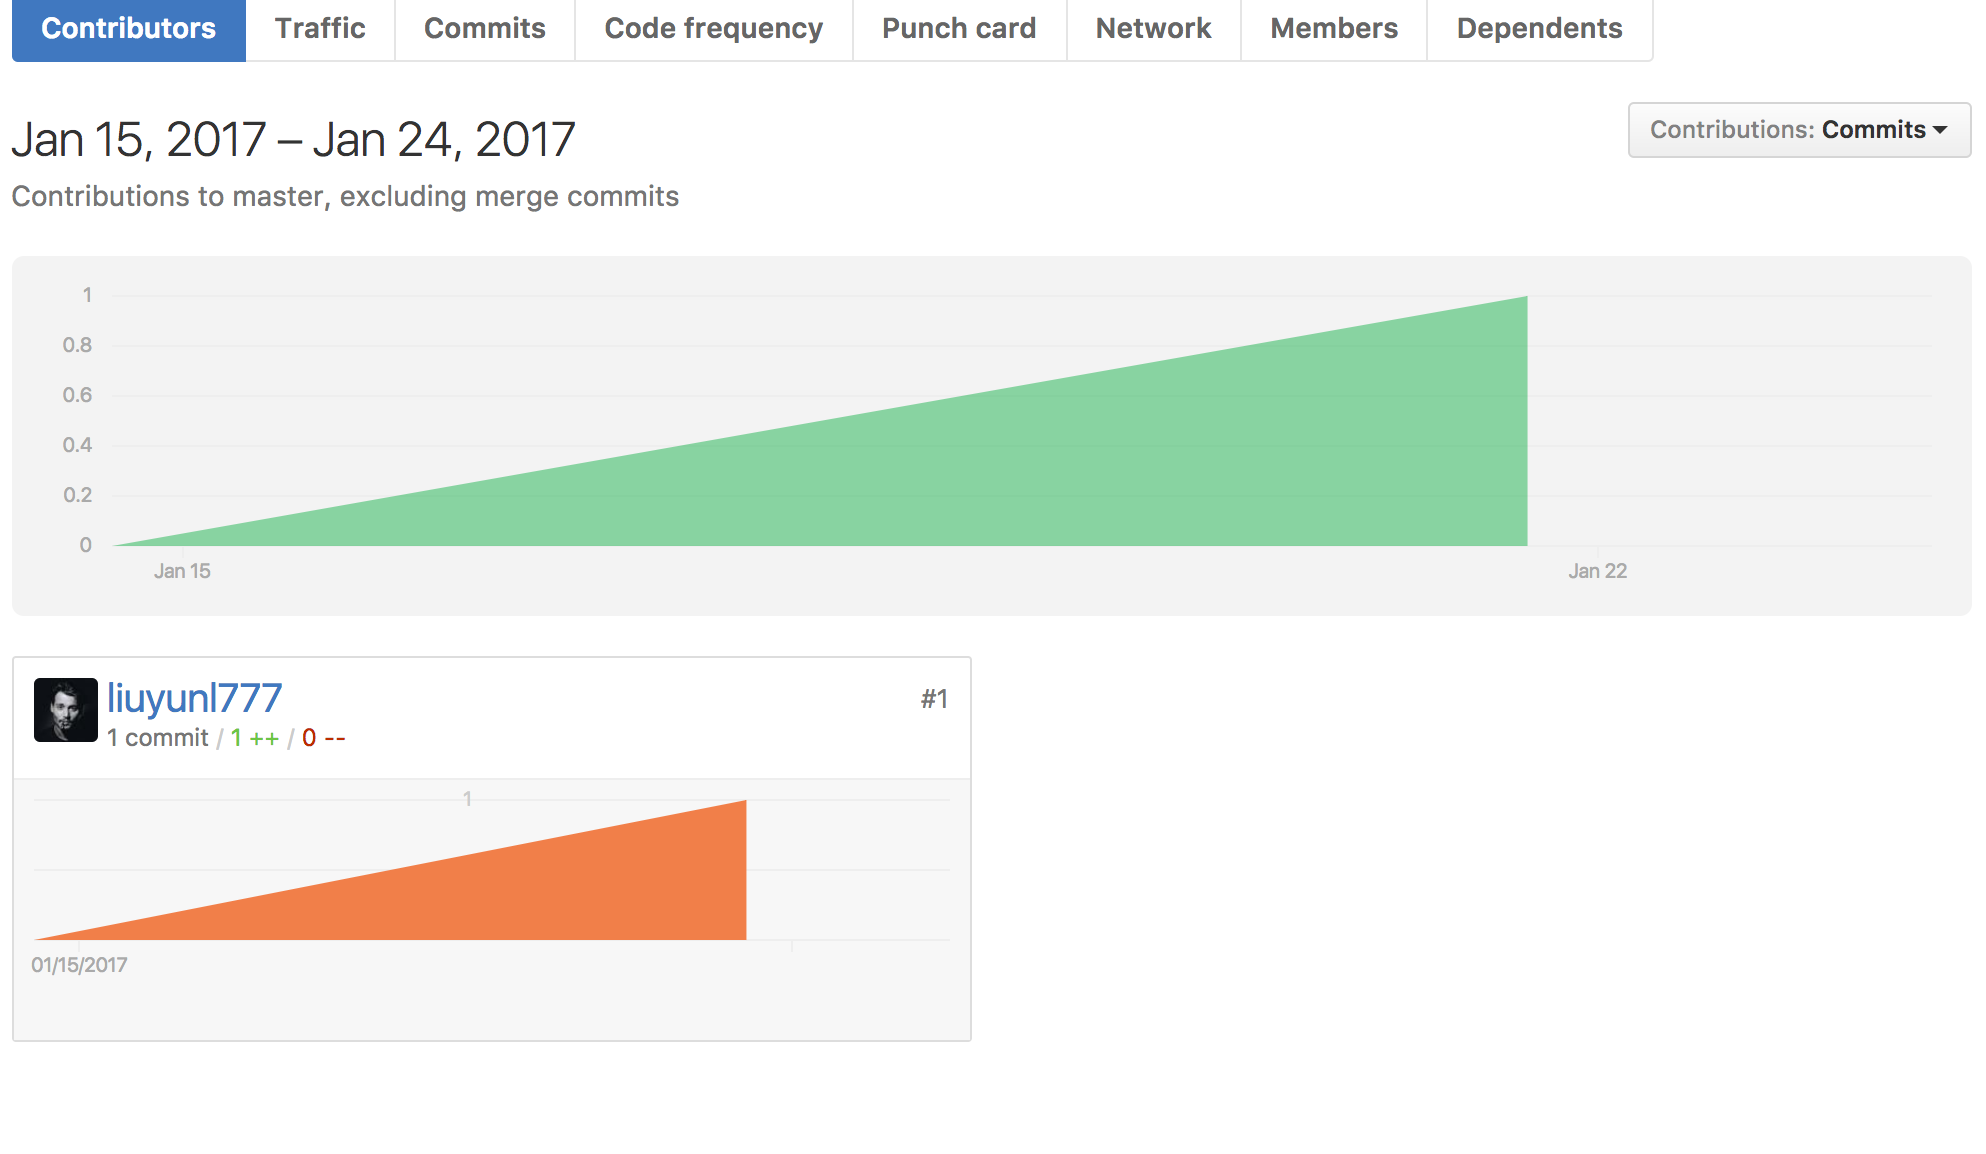 Contributors Traffic Commits Code frequency Punch card Network Members Dependents
Jan 15, 2017 – Jan 24, 2017
Contributions: Commits
Contributions to master, excluding merge commits
1
0.8
0.6
0.4
0.2
0
Jan 15 Jan 22
liuyunl777 #1
1 commit / 1 ++ / 0 --
1
01/15/2017